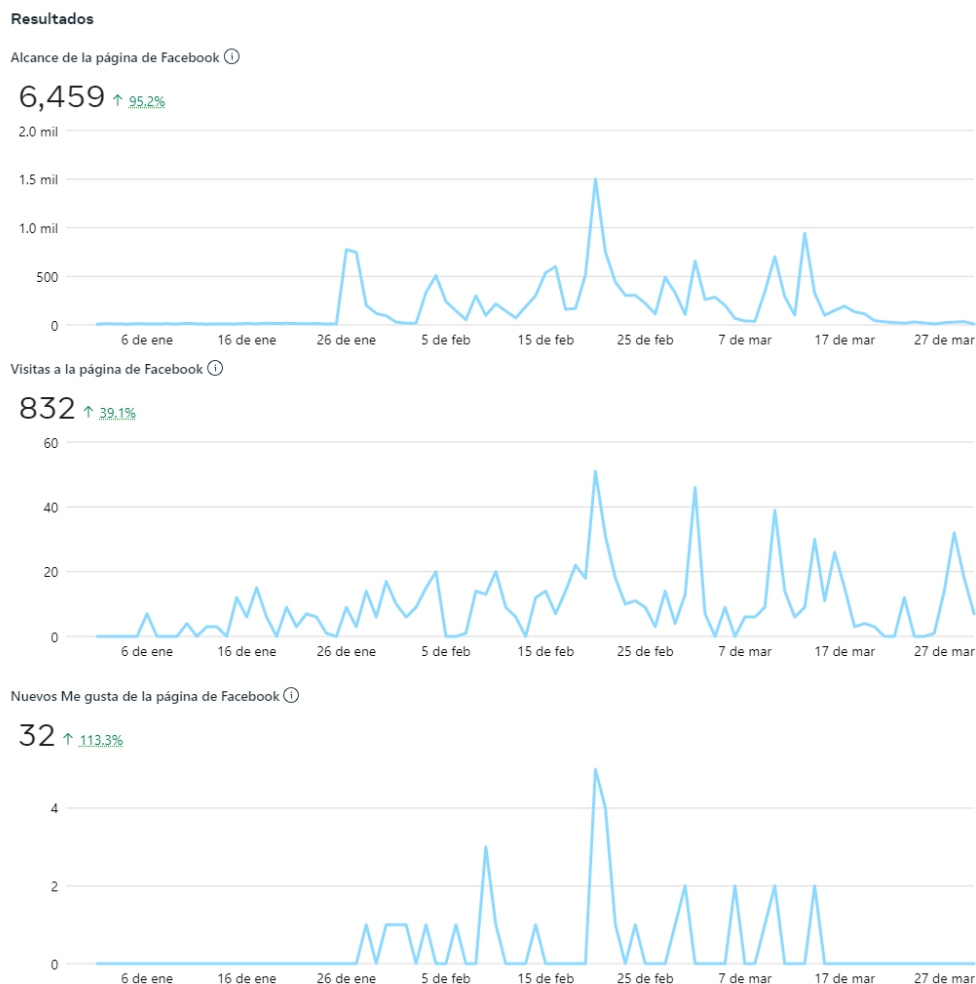 Resultados
Alcance de la página de Facebook
6,459 ↑ 95.2%
2.0 mil
1.5 mil
1.0 mil
500
0
6 de ene 16 de ene 26 de ene 5 de feb 15 de feb 25 de feb 7 de mar 17 de mar 27 de mar
Visitas a la página de Facebook
832 ↑ 39.1%
60
40
20
0
6 de ene 16 de ene 26 de ene 5 de feb 15 de feb 25 de feb 7 de mar 17 de mar 27 de mar
Nuevos Me gusta de la página de Facebook
32 ↑ 113.3%
4
2
0
6 de ene 16 de ene 26 de ene 5 de feb 15 de feb 25 de feb 7 de mar 17 de mar 27 de mar